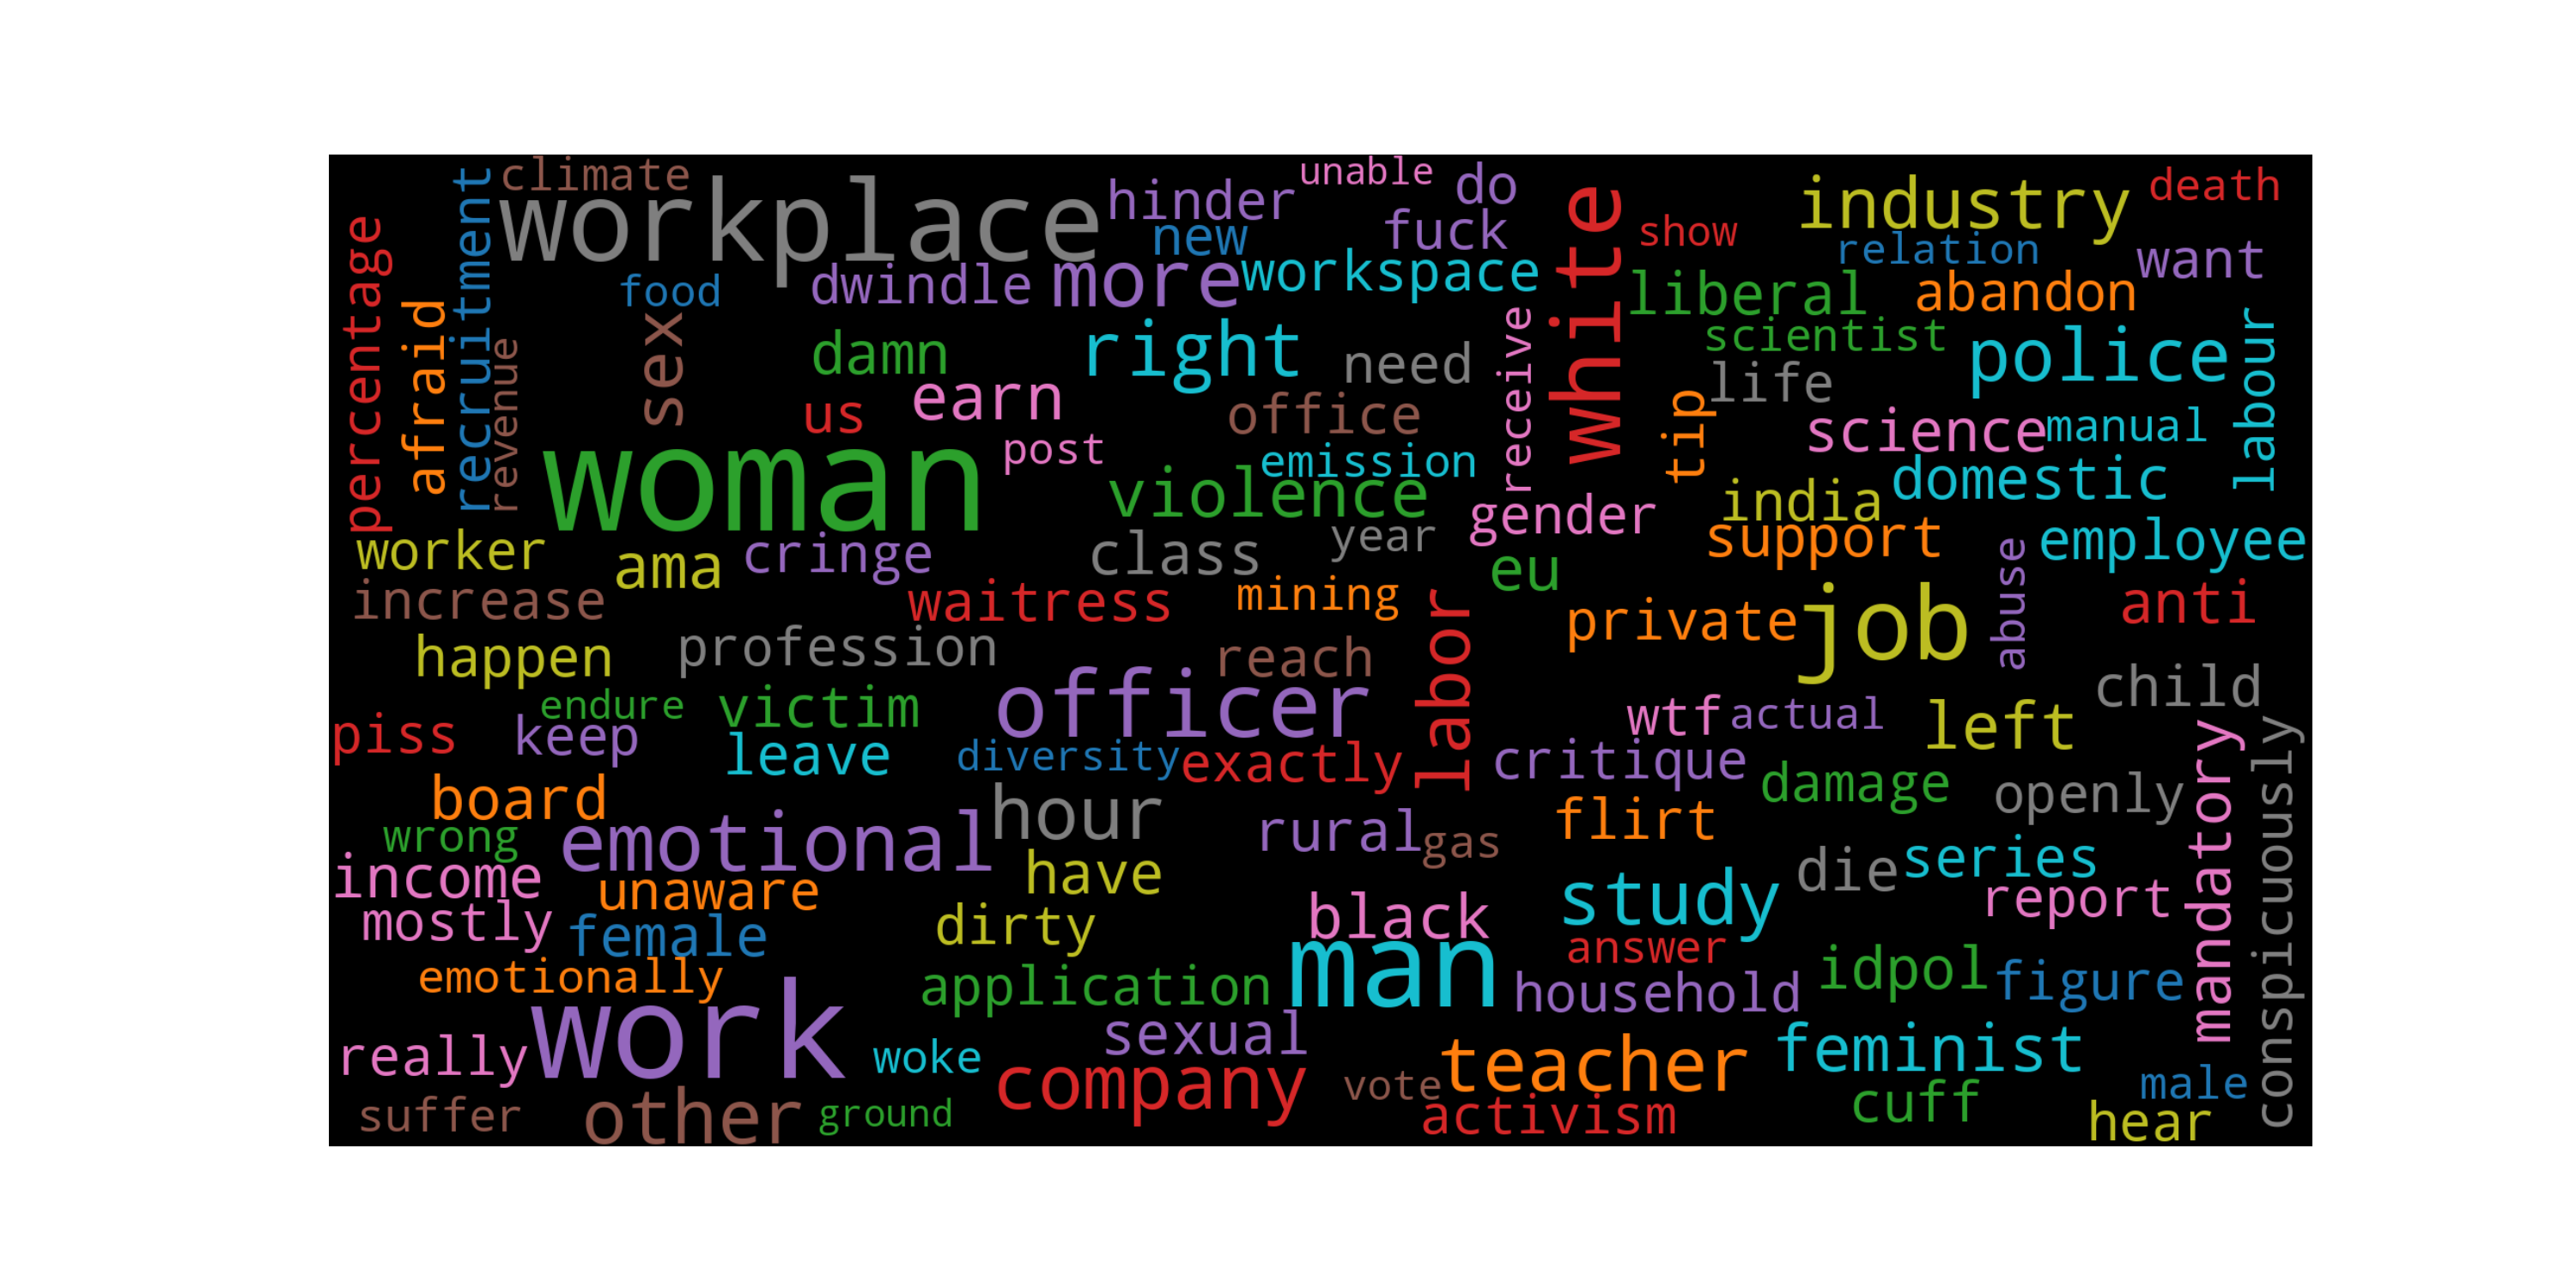 climate
unable
do
death
workplace
hinder
industry
recruitment
white
new
fuck
show
relation
want
percentage
food
dwindle
more
workspace
liberal
abandon
afraid
sex
damn
right
need
receive
scientist
police
labour
revenue
us
earn
office
tip
life
science
manual
woman
post
emission
violence
domestic
india
gender
support
employee
worker
ama
cringe
class
year
eu
abuse
increase
waitress
mining
labor
private
job
anti
happen
profession
reach
child
endure
victim
officer
wtf
actual
left
piss
keep
leave
diversity
exactly
critique
damage
openly
mandatory
conspicuously
board
hour
flirt
wrong
emotional
rural
gas
income
unaware
have
study
die
series
mostly
female
dirty
black
answer
report
emotionally
application
man
household
idpol
figure
work
sexual
really
woke
company
vote
teacher
feminist
male
suffer
other
ground
activism
cuff
hear